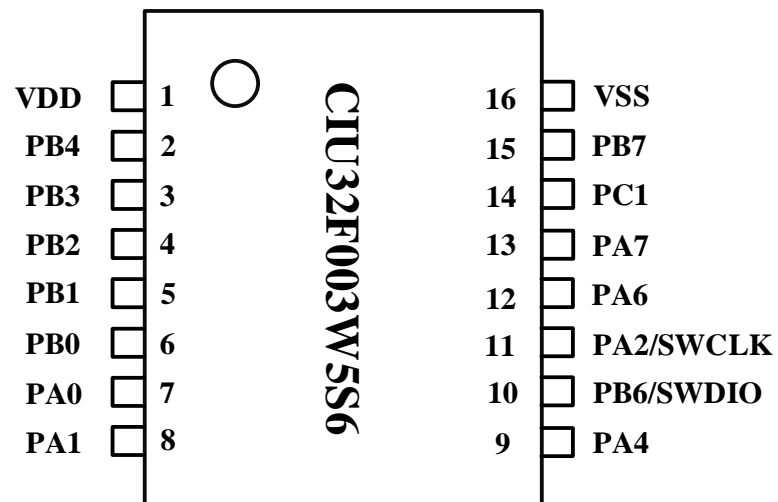 VDD 1 16 VSS
PB4 2 15 PB7
PB3 3 14 PC1
PB2 4 13 PA7
PB1 5 12 PA6
PB0 6 11 PA2/SWCLK
PA0 7 10 PB6/SWDIO
PA1 8 9 PA4
CIU32F003W5S6